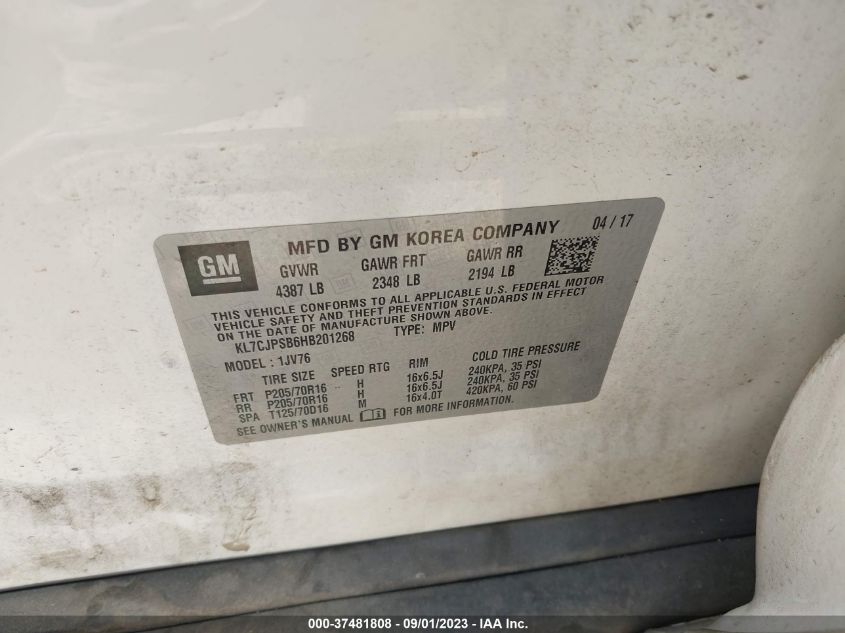 GM
MFD BY GM KOREA COMPANY 04 / 17
GVWR GAWR FRT GAWR RR
4387 LB 2348 LB 2194 LB
THIS VEHICLE CONFORMS TO ALL APPLICABLE U.S. FEDERAL MOTOR
VEHICLE SAFETY AND THEFT PREVENTION STANDARDS IN EFFECT
ON THE DATE OF MANUFACTURE SHOWN ABOVE.
KL7CJPSB6HB201268 TYPE: MPV
MODEL : 1JV76
TIRE SIZE SPEED RTG RIM COLD TIRE PRESSURE
FRT P205/70R16 H 16x6.5J 240KPA, 35 PSI
RR P205/70R16 H 16x6.5J 240KPA, 35 PSI
SPA T125/70D16 M 16x4.0T 420KPA, 60 PSI
SEE OWNER'S MANUAL FOR MORE INFORMATION.
000-37481808 - 09/01/2023 - IAA Inc.